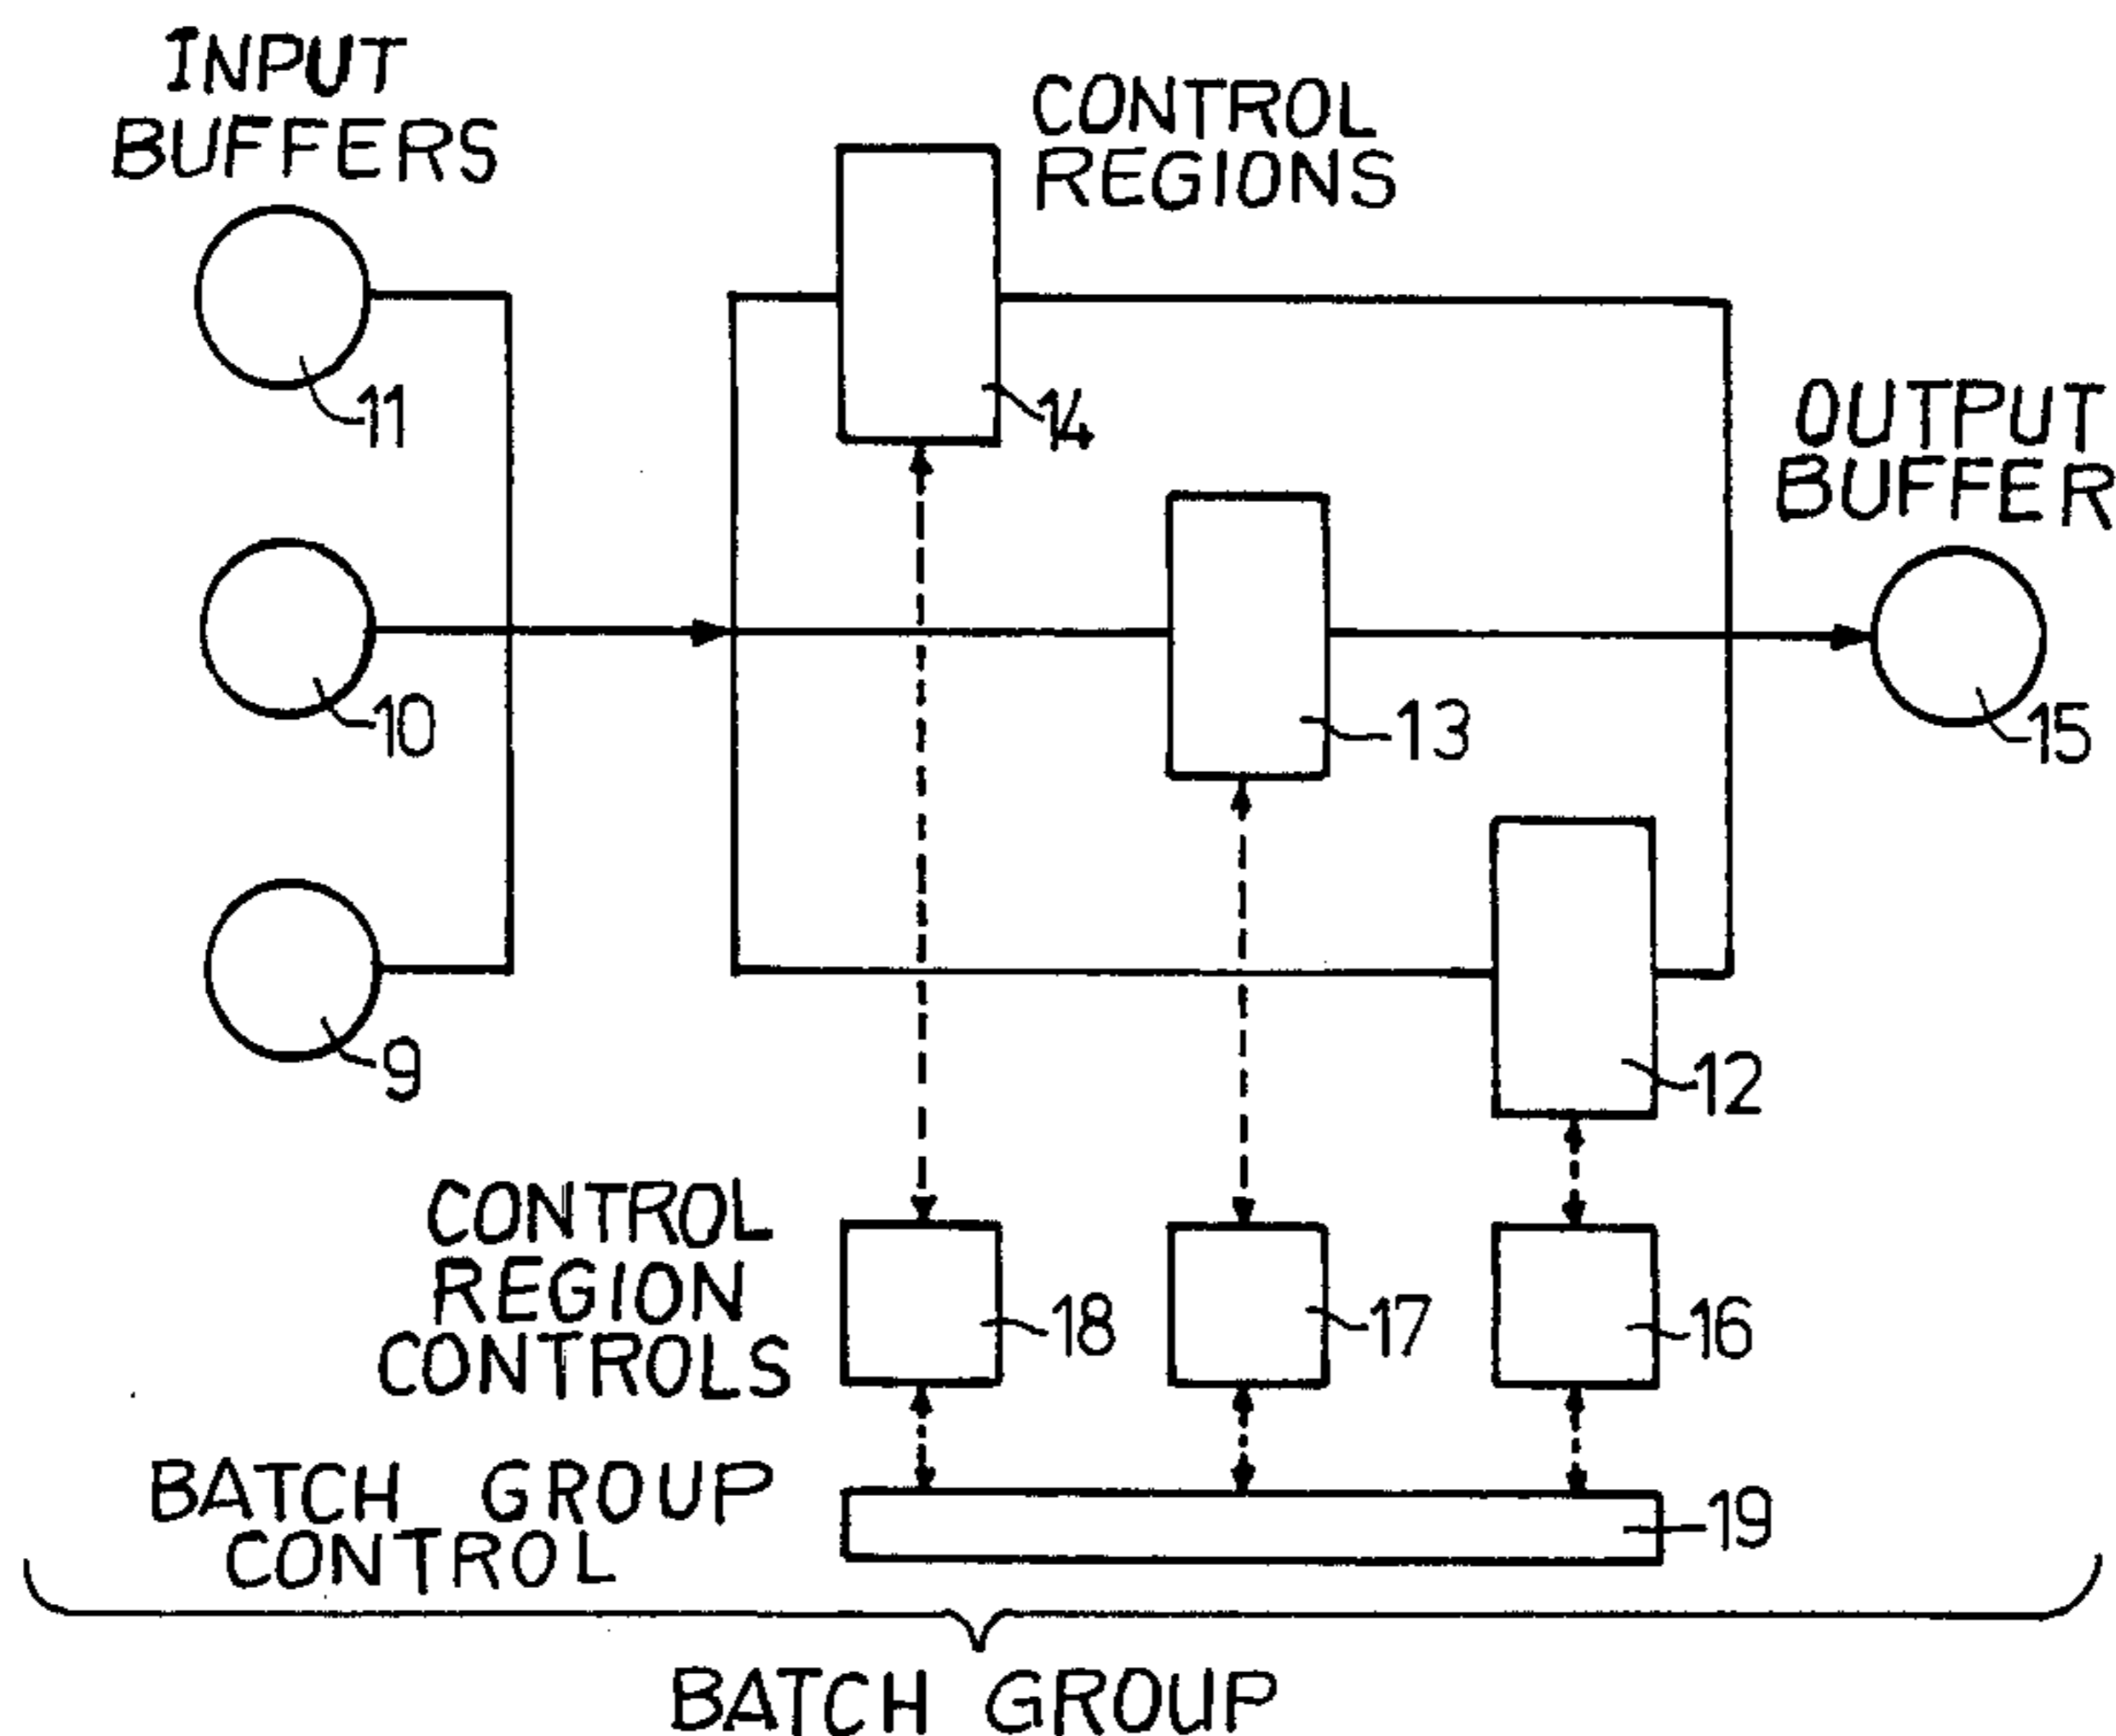 INPUT
BUFFERS
CONTROL
REGIONS
11
14
OUTPUT
BUFFER
10
13
15
9
12
CONTROL
REGION
CONTROLS
18
17
16
BATCH GROUP
CONTROL
19
BATCH GROUP